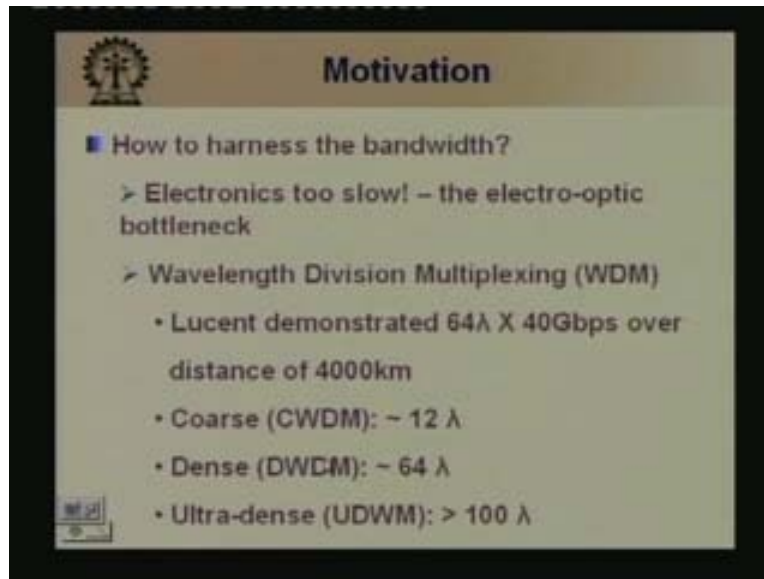 Motivation
How to harness the bandwidth?
➢ Electronics too slow! – the electro-optic
bottleneck
➢ Wavelength Division Multiplexing (WDM)
• Lucent demonstrated 64λ X 40Gbps over
distance of 4000km
• Coarse (CWDM): ~ 12 λ
• Dense (DWDM): ~ 64 λ
• Ultra-dense (UDWM): > 100 λ